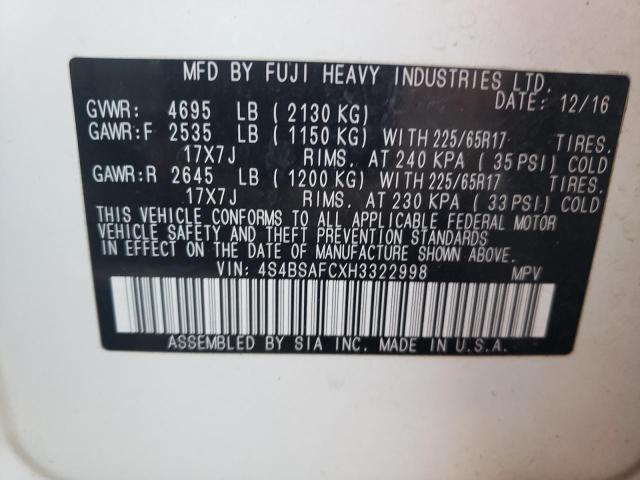 MFD BY FUJI HEAVY INDUSTRIES LTD.
DATE: 12/16
GVWR: 4695 LB ( 2130 KG)
GAWR:F 2535 LB ( 1150 KG) WITH 225/65R17 TIRES.
17X7J RIMS. AT 240 KPA ( 35 PSI) COLD
GAWR:R 2645 LB ( 1200 KG) WITH 225/65R17 TIRES.
17X7J RIMS. AT 230 KPA ( 33 PSI) COLD
THIS VEHICLE CONFORMS TO ALL APPLICABLE FEDERAL MOTOR
VEHICLE SAFETY AND THEFT PREVENTION STANDARDS
IN EFFECT ON THE DATE OF MANUFACTURE SHOWN ABOVE.
VIN: 4S4BSAFCXH3322998 MPV
ASSEMBLED BY SIA INC. MADE IN U.S.A.